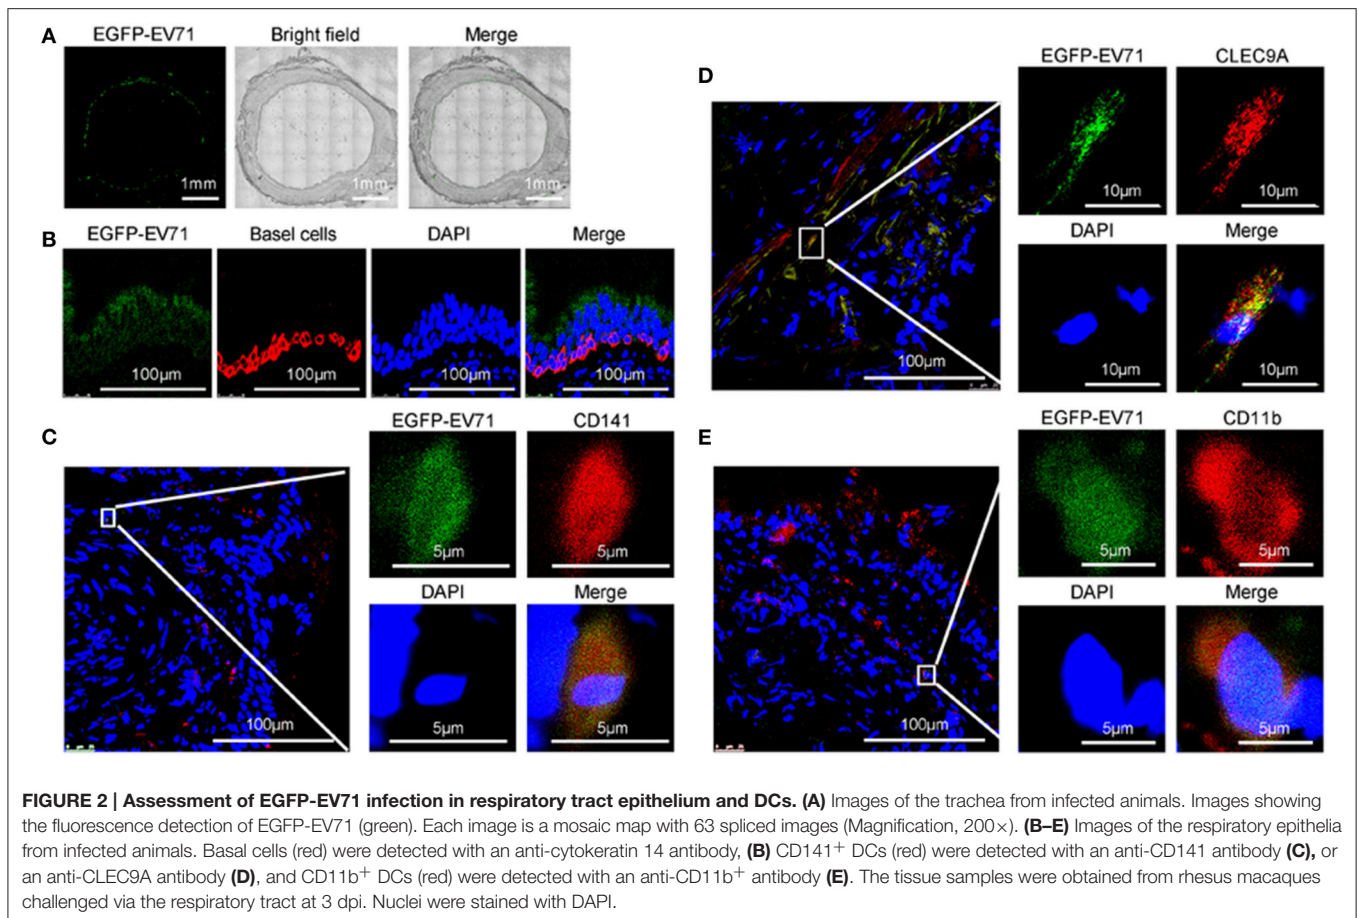 A
EGFP-EV71 Bright field Merge
1mm 1mm 1mm
B
EGFP-EV71 Basel cells DAPI Merge
100µm 100µm 100µm 100µm
C
EGFP-EV71 CD141
5µm 5µm
DAPI Merge
100µm
5µm 5µm
D
EGFP-EV71 CLEC9A
10µm 10µm
DAPI Merge
100µm
10µm 10µm
E
EGFP-EV71 CD11b
5µm 5µm
DAPI Merge
100µm
5µm 5µm
FIGURE 2 | Assessment of EGFP-EV71 infection in respiratory tract epithelium and DCs. (A) Images of the trachea from infected animals. Images showing
the fluorescence detection of EGFP-EV71 (green). Each image is a mosaic map with 63 spliced images (Magnification, 200×). (B–E) Images of the respiratory epithelia
from infected animals. Basal cells (red) were detected with an anti-cytokeratin 14 antibody, (B) CD141+ DCs (red) were detected with an anti-CD141 antibody (C), or
an anti-CLEC9A antibody (D), and CD11b+ DCs (red) were detected with an anti-CD11b+ antibody (E). The tissue samples were obtained from rhesus macaques
challenged via the respiratory tract at 3 dpi. Nuclei were stained with DAPI.